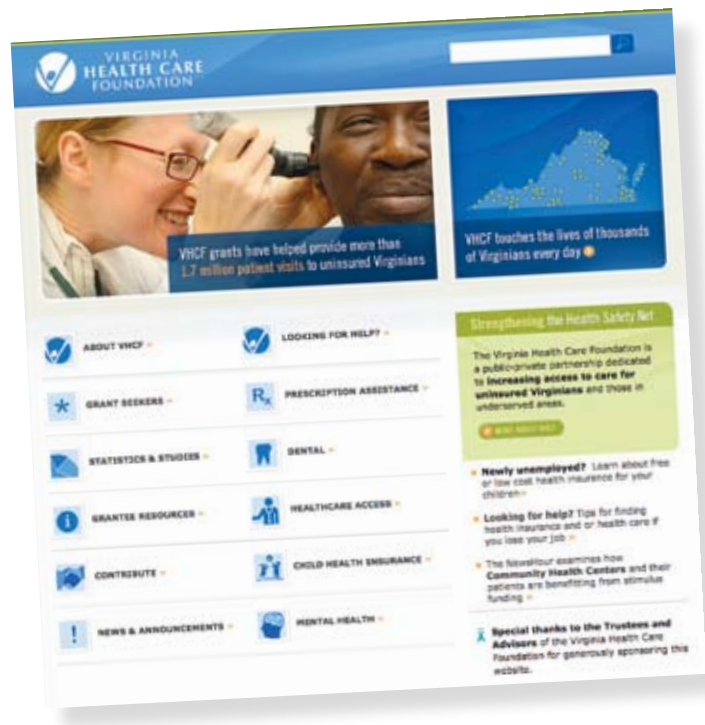 VIRGINIA
HEALTH CARE
FOUNDATION
VHCF grants have helped provide more than
1.7 million patient visits to uninsured Virginians
VHCF touches the lives of thousands
of Virginians every day
ABOUT VHCF
LOOKING FOR HELP?
GRANT SEEKERS
Rx
PRESCRIPTION ASSISTANCE
STATISTICS & STUDIES
DENTAL
GRANTEE RESOURCES
HEALTHCARE ACCESS
CONTRIBUTE
CHILD HEALTH INSURANCE
NEWS & ANNOUNCEMENTS
MENTAL HEALTH
Strengthening the Health Safety Net
The Virginia Health Care Foundation is
a public-private partnership dedicated
to increasing access to care for
uninsured Virginians and those in
underserved areas.
Newly unemployed? Learn about free
or low cost health insurance for your
children
Looking for help? Tips for finding
health insurance and or health care if
you lose your job
The NewsHour examines how
Community Health Centers and their
patients are benefitting from stimulus
funding
Special thanks to the Trustees and
Advisors of the Virginia Health Care
Foundation for generously sponsoring this
website.